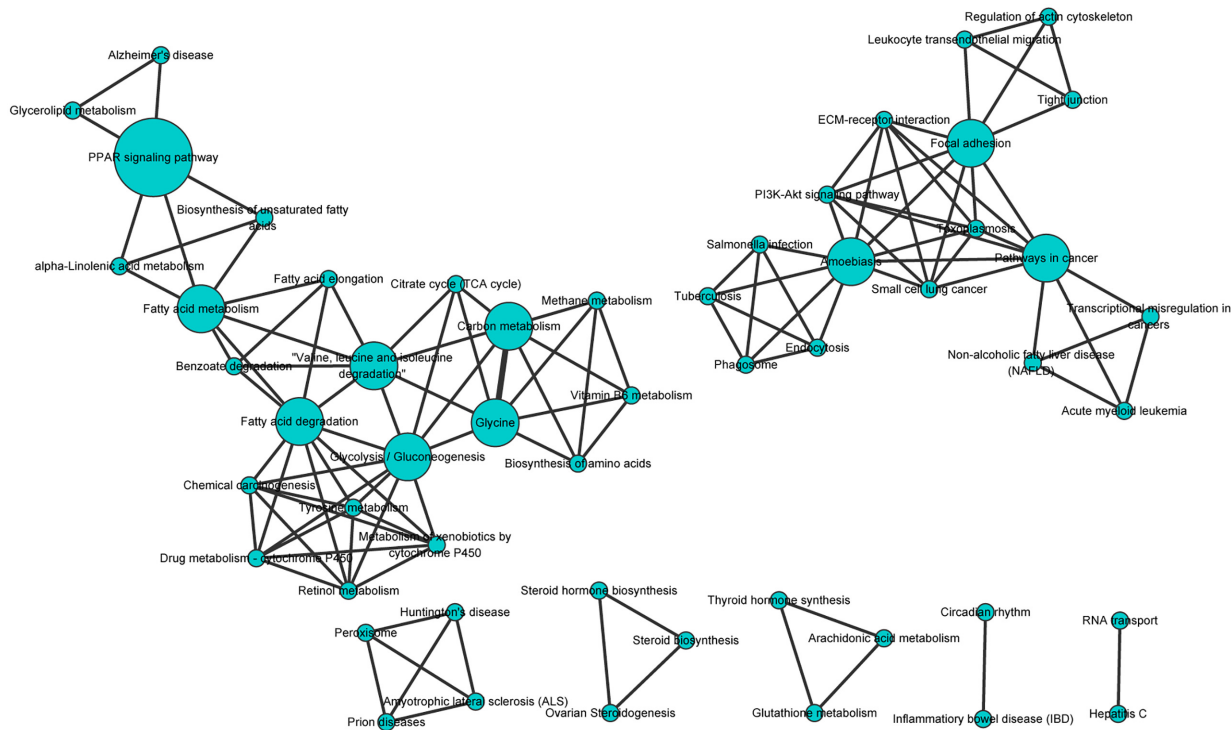 Regulation of actin cytoskeleton
Leukocyte transendothelial migration
Alzheimer's disease
Glycerolipid metabolism
Tight junction
ECM-receptor interaction
Focal adhesion
PPAR signaling pathway
PI3K-Akt signaling pathway
Biosynthesis of unsaturated fatty
acids
Toxoplasmosis
Salmonella infection
Amoebiasis
Pathways in cancer
alpha-Linolenic acid metabolism
Fatty acid elongation
Citrate cycle (TCA cycle)
Small cell lung cancer
Tuberculosis
Methane metabolism
Fatty acid metabolism
Transcriptional misregulation in
cancers
Carbon metabolism
Endocytosis
Non-alcoholic fatty liver disease
(NAFLD)
"Valine, leucine and isoleucine
degradation"
Benzoate degradation
Phagosome
Vitamin B6 metabolism
Acute myeloid leukemia
Fatty acid degradation
Glycine
Glycolysis / Gluconeogenesis
Biosynthesis of amino acids
Chemical carcinogenesis
Tyrosine metabolism
Metabolism of xenobiotics by
cytochrome P450
Drug metabolism - cytochrome P450
Retinol metabolism
Huntington's disease
Steroid hormone biosynthesis
Thyroid hormone synthesis
Circadian rhythm
RNA transport
Peroxisome
Steroid biosynthesis
Arachidonic acid metabolism
Amyotrophic lateral sclerosis (ALS)
Prion diseases
Ovarian Steroidogenesis
Glutathione metabolism
Inflammatory bowel disease (IBD)
Hepatitis C